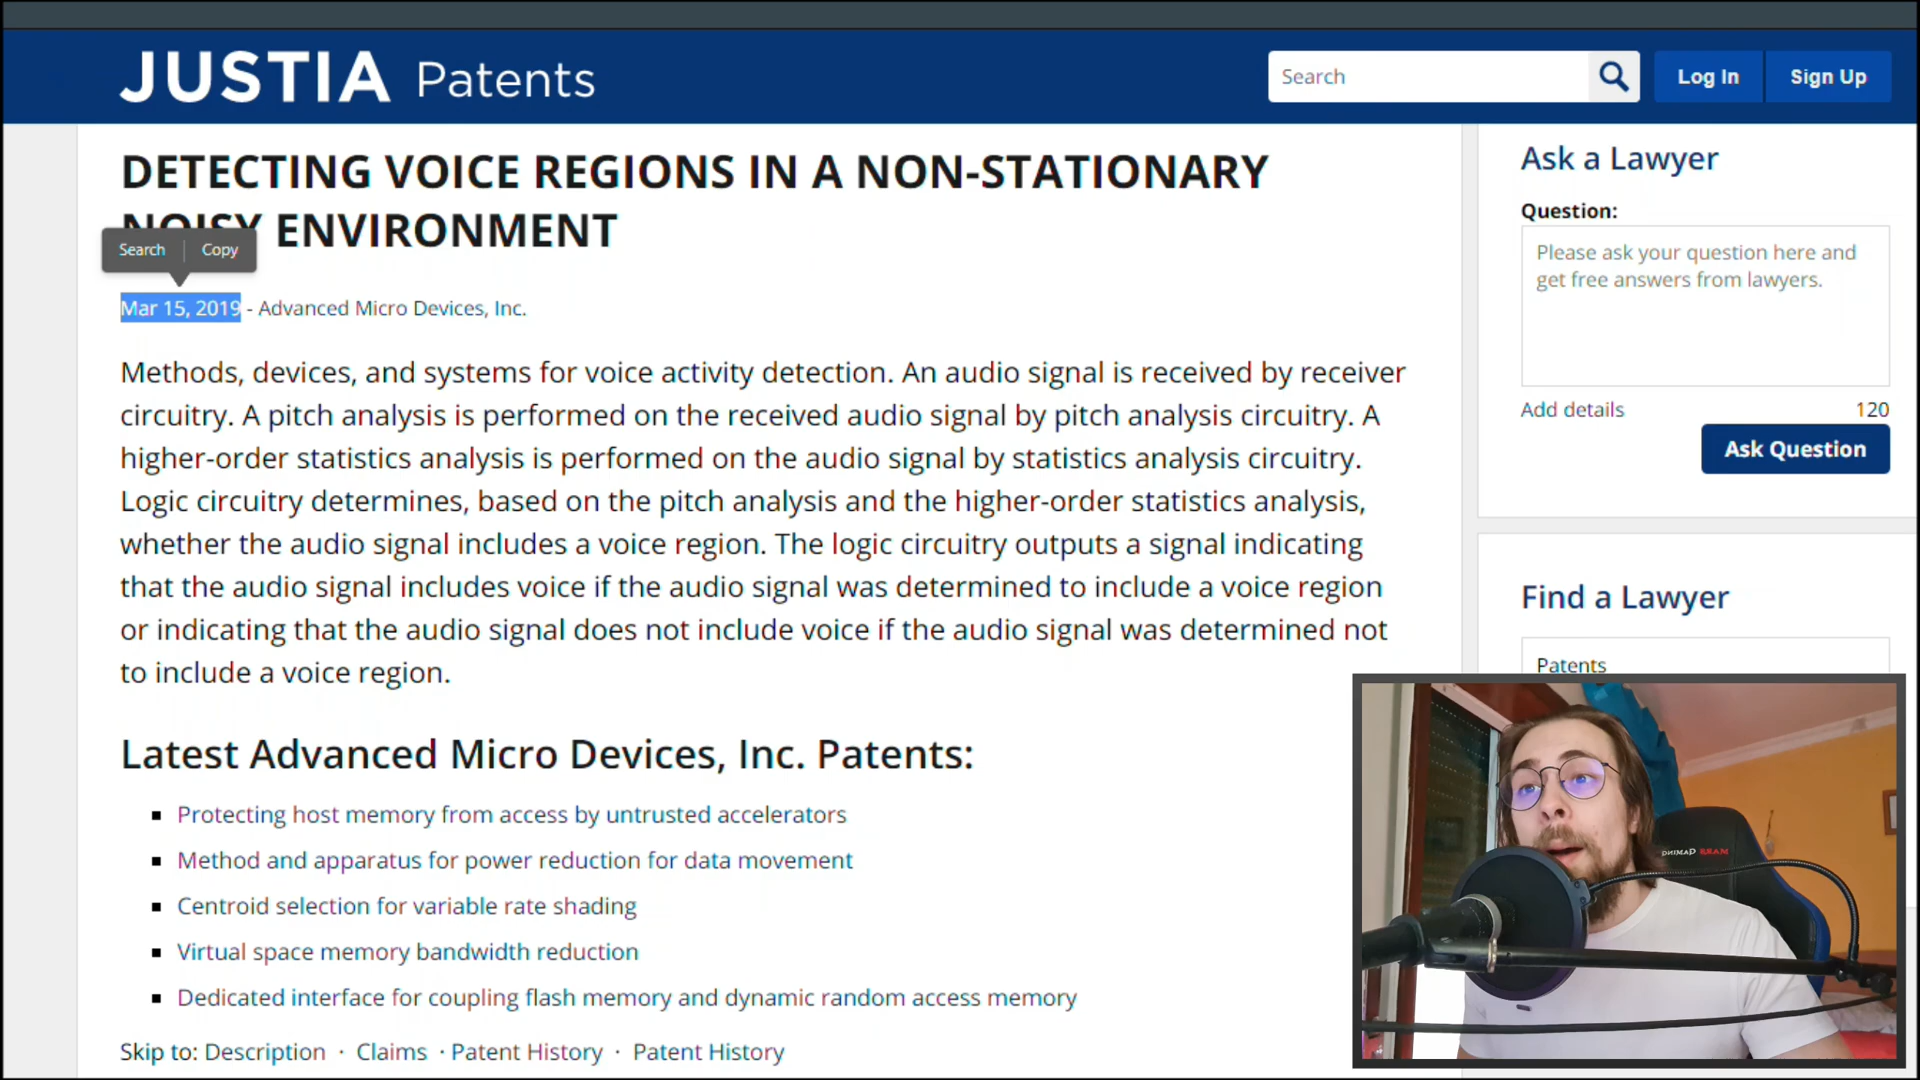 JUSTIA Patents
Search
Log In
Sign Up
DETECTING VOICE REGIONS IN A NON-STATIONARY
NOISY ENVIRONMENT
Search
Copy
Mar 15, 2019 - Advanced Micro Devices, Inc.
Methods, devices, and systems for voice activity detection. An audio signal is received by receiver
circuitry. A pitch analysis is performed on the received audio signal by pitch analysis circuitry. A
higher-order statistics analysis is performed on the audio signal by statistics analysis circuitry.
Logic circuitry determines, based on the pitch analysis and the higher-order statistics analysis,
whether the audio signal includes a voice region. The logic circuitry outputs a signal indicating
that the audio signal includes voice if the audio signal was determined to include a voice region
or indicating that the audio signal does not include voice if the audio signal was determined not
to include a voice region.
Latest Advanced Micro Devices, Inc. Patents:
Protecting host memory from access by untrusted accelerators
Method and apparatus for power reduction for data movement
Centroid selection for variable rate shading
Virtual space memory bandwidth reduction
Dedicated interface for coupling flash memory and dynamic random access memory
Skip to: Description · Claims · Patent History · Patent History
Ask a Lawyer
Question:
Please ask your question here and
get free answers from lawyers.
Add details
120
Ask Question
Find a Lawyer
Patents
MARS GAMING